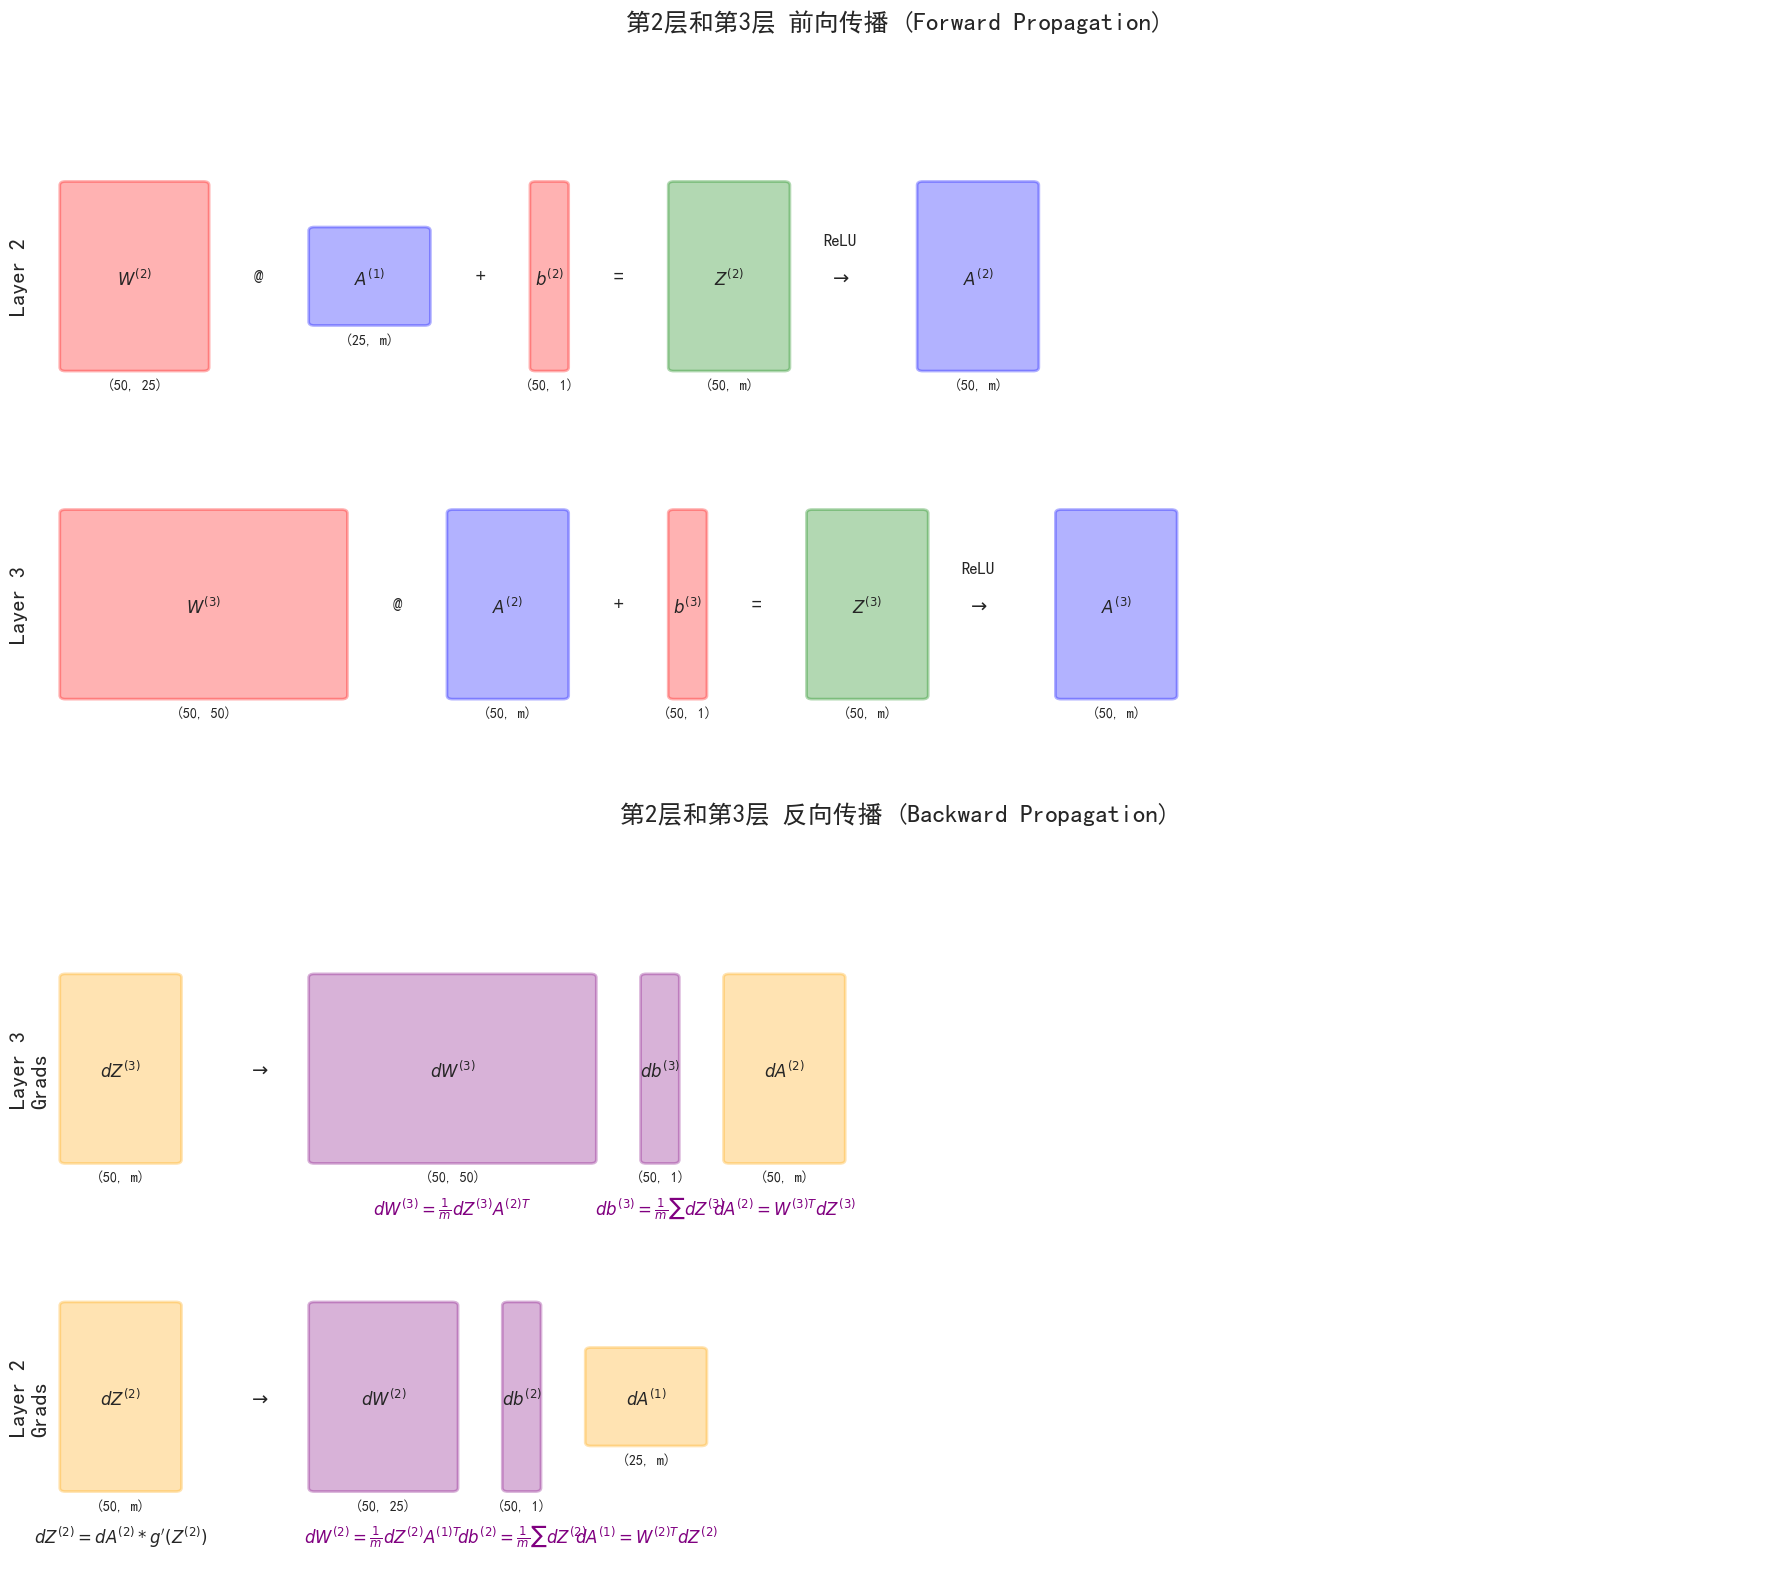 第2层和第3层 前向传播 (Forward Propagation)
Layer 2
W^{(2)} @ A^{(1)} + b^{(2)} = Z^{(2)} ReLU → A^{(2)}
(50, 25) (25, m) (50, 1) (50, m) (50, m)
Layer 3
W^{(3)} @ A^{(2)} + b^{(3)} = Z^{(3)} ReLU → A^{(3)}
(50, 50) (50, m) (50, 1) (50, m) (50, m)
第2层和第3层 反向传播 (Backward Propagation)
Layer 3
Grads
dZ^{(3)} → dW^{(3)} db^{(3)} dA^{(2)}
(50, m) (50, 50) (50, 1) (50, m)
dW^{(3)} = \frac{1}{m} dZ^{(3)} A^{(2)T} db^{(3)} = \frac{1}{m} ∑ dZ^{(3)} dA^{(2)} = W^{(3)T} dZ^{(3)}
Layer 2
Grads
dZ^{(2)} → dW^{(2)} db^{(2)} dA^{(1)}
(50, m) (50, 25) (50, 1) (25, m)
dZ^{(2)} = dA^{(2)} * g'(Z^{(2)}) dW^{(2)} = \frac{1}{m} dZ^{(2)} A^{(1)T} db^{(2)} = \frac{1}{m} ∑ dZ^{(2)} dA^{(1)} = W^{(2)T} dZ^{(2)}